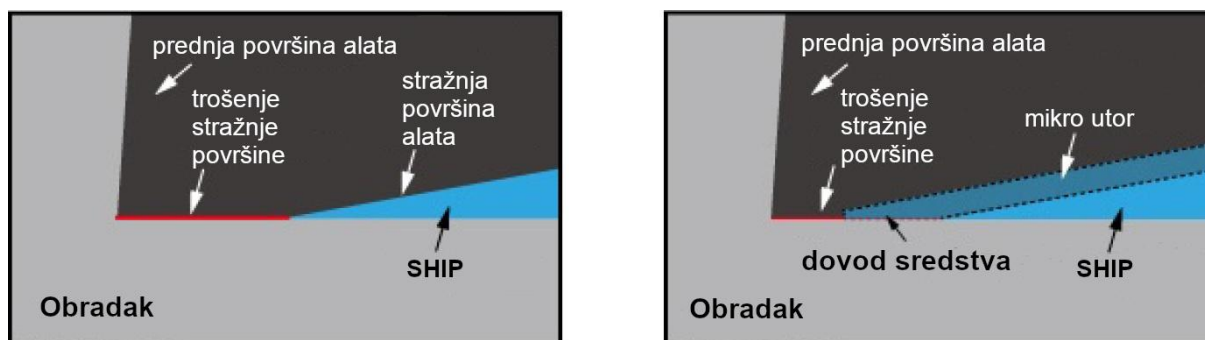 prednja površina alata
trošenje
stražnje
površine
stražnja
površina
alata
SHIP
Obradak
prednja površina alata
trošenje
stražnje
površine
mikro utor
dovod sredstva
SHIP
Obradak